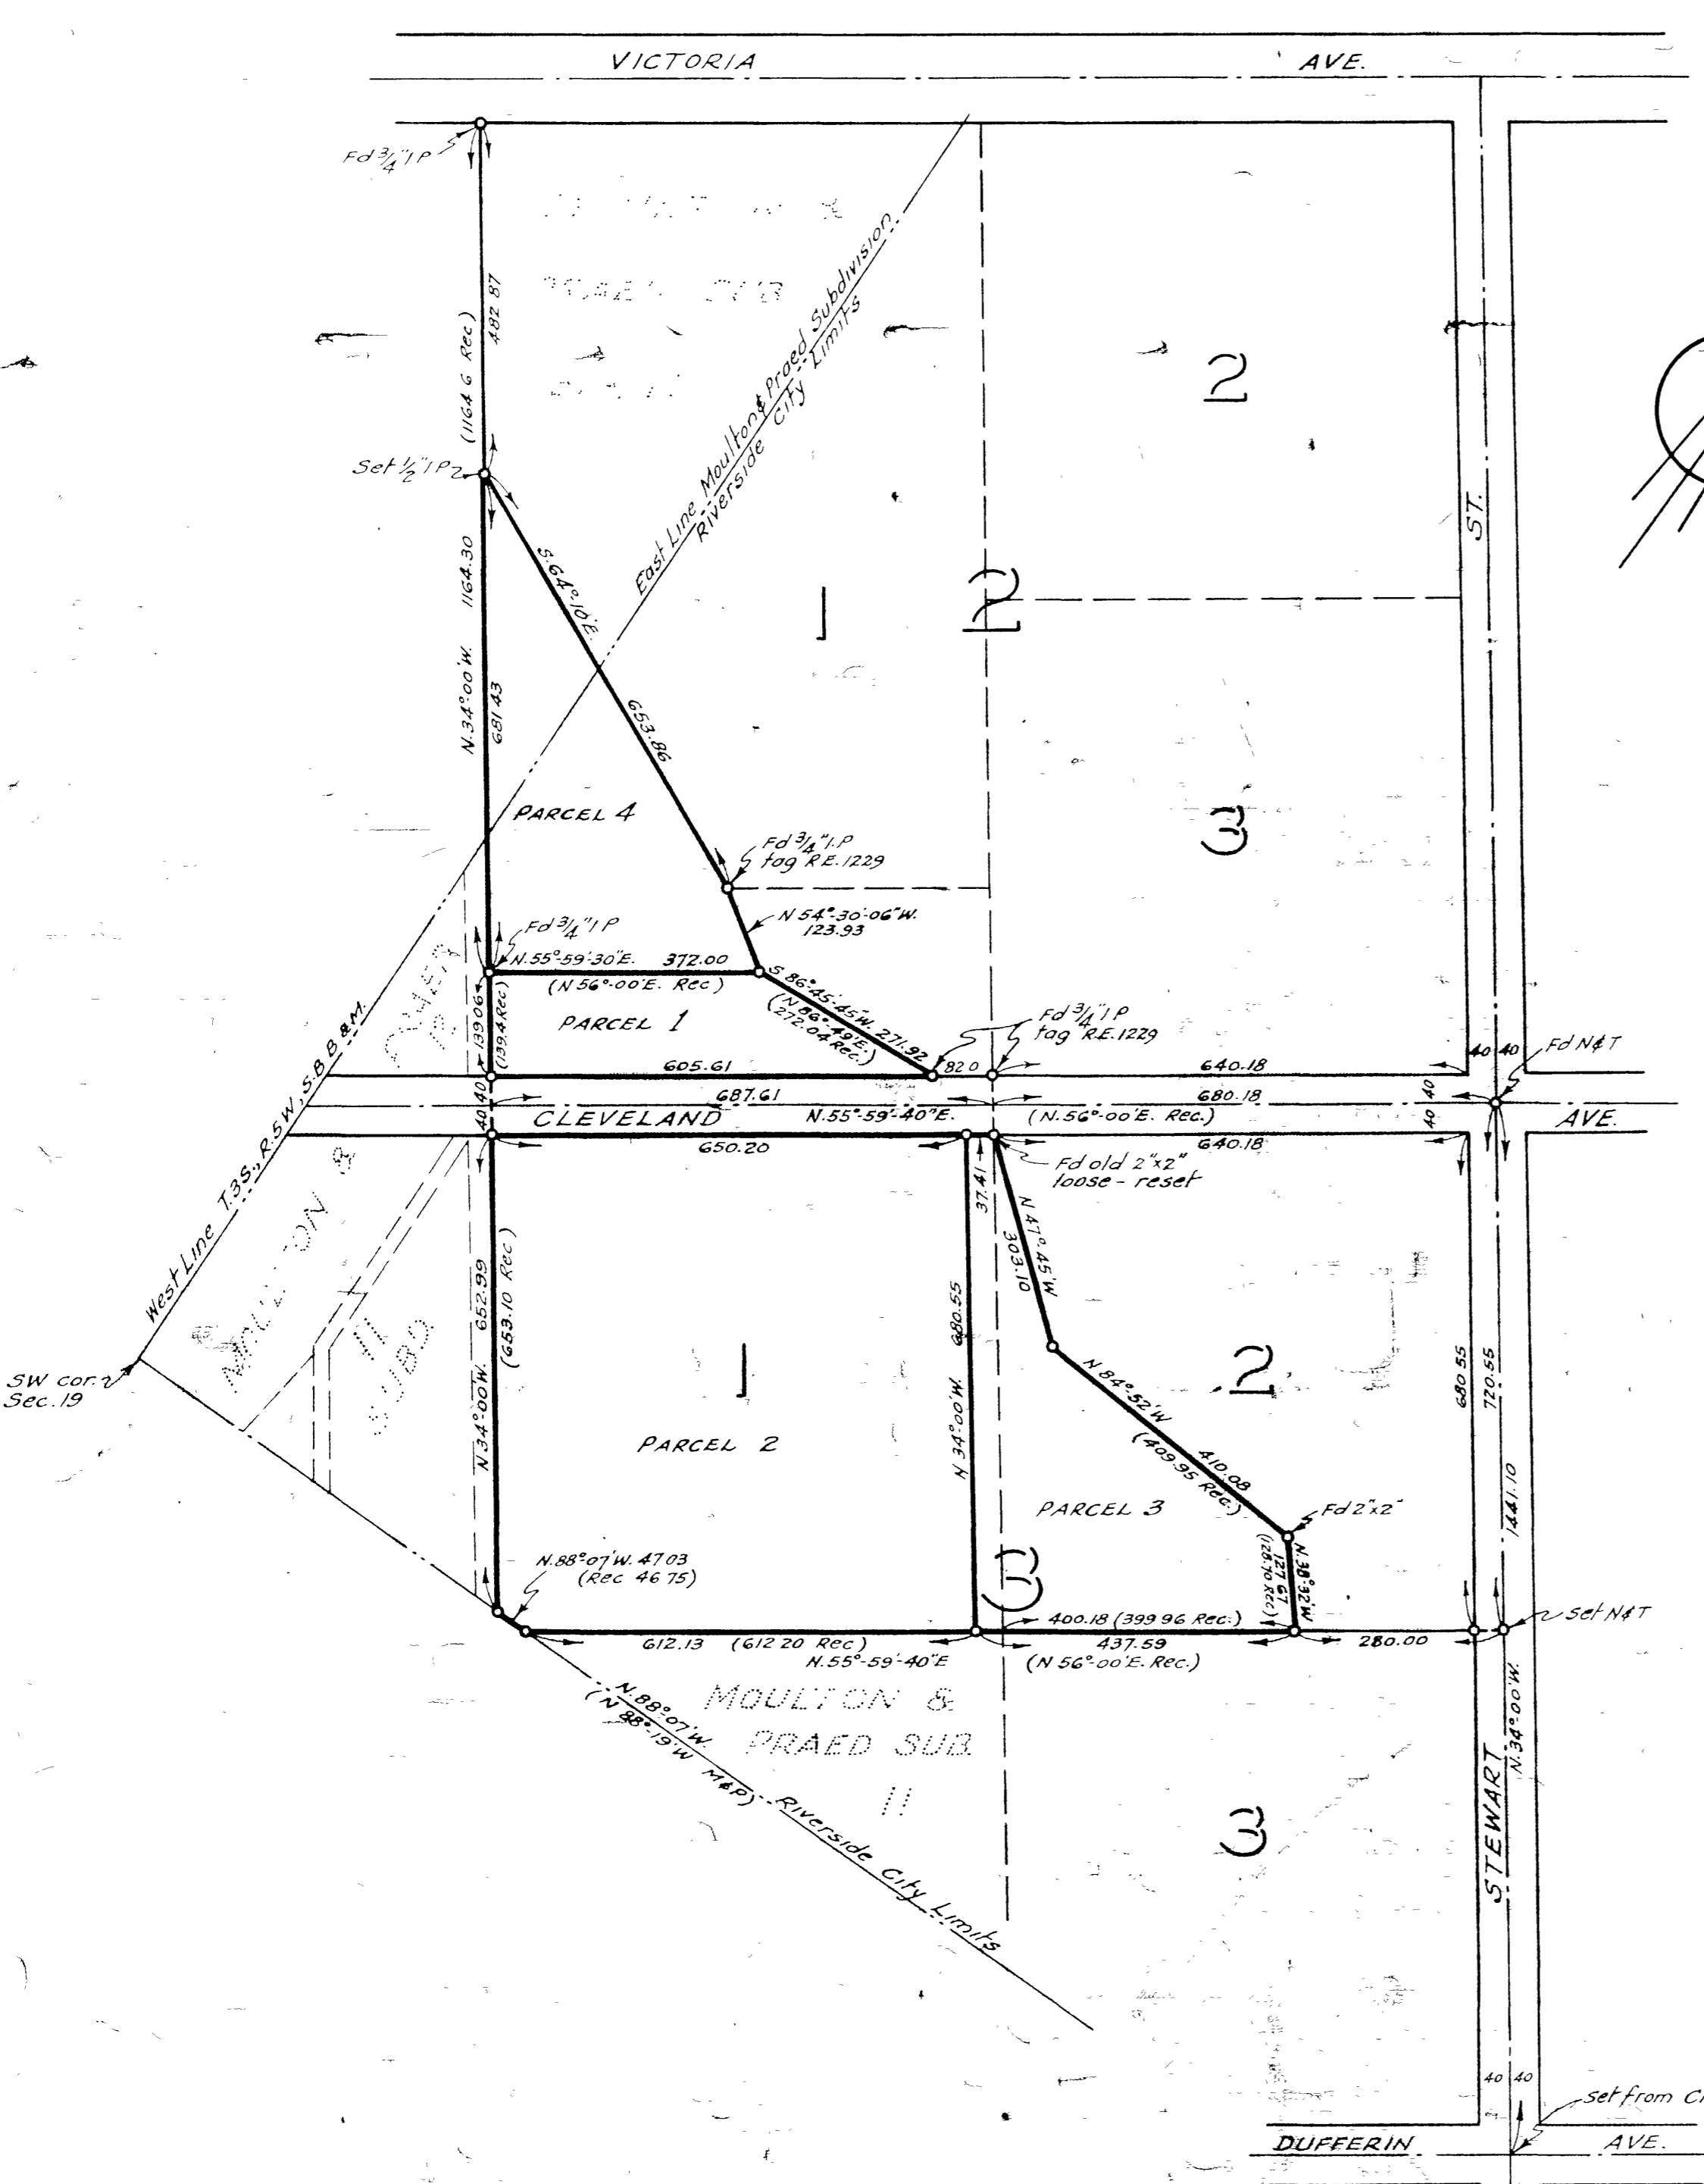 VICTORIA AVE.
Fd 3/4" I P
(1164 6 Rec)
482 87
Set 1/2" I P
East Line Moulton & Praed Subdivision
Riverside City Limits
2
ST.
1
12
S.64°-10'E.
653.86
1164.30
N.34°00'W.
681 43
PARCEL 4
3
Fd 3/4" I.P
tag R.E. 1229
N 54°-30'-06"W.
123.93
Fd 3/4" I P
N.55°-59'-30"E. 372.00
(N 56°-00'E. Rec)
139.06
(139.4 Rec)
PARCEL 1
S 86°45'-45"W. 271.92
(N 86°-49'E.
272.04 Rec.)
Fd 3/4" I P
tag R.E. 1229
605.61
82 0
640.18
40 40
Fd N&T
687.61
680.18
40 40
CLEVELAND
N.55°-59'-40"E.
(N.56°-00'E. Rec.)
40 40
AVE.
650.20
640.18
37.41
Fd old 2"x2"
loose - reset
West Line T.3S., R.5W., S.B.B.&M.
MOULTON &
SUBD
11
SW cor.
Sec. 19
N.34°00'W. 652.99
(653.10 Rec)
1
PARCEL 2
N 34°00'W. 680.55
N 47°-45'W
303.10
N 84°-52'W
410.08
(409.95 Rec.)
2
PARCEL 3
Fd 2"x2"
N.38°-32'W
127 67
(128.70 REC)
680 55
720.55
1441.10
N.88°-07'W. 47 03
(Rec 46 75)
13
400.18 (399 96 Rec.)
set N&T
612.13 (612 20 Rec)
437.59
280.00
N.55°-59'-40"E
(N 56°-00'E. Rec.)
N.88°07'W.
(N 88°-19'W M&P)
Riverside City Limits
MOULTON &
PRAED SUB.
11
3
STEWART
N.34°00'W.
40 40
set from
DUFFERIN AVE.